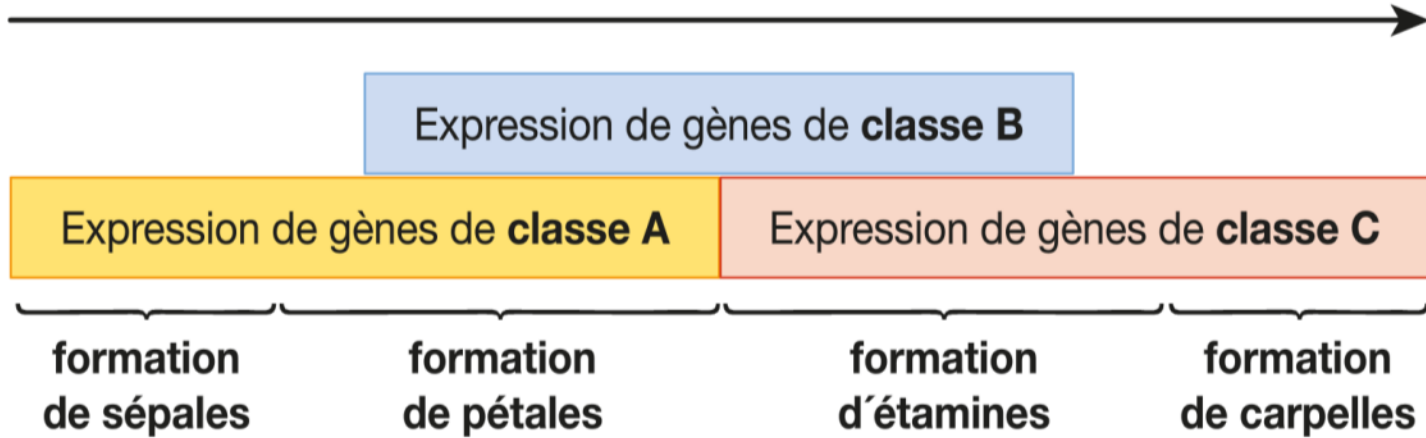 Expression de gènes de classe B
Expression de gènes de classe A
Expression de gènes de classe C
formation
de sépales
formation
de pétales
formation
d´étamines
formation
de carpelles